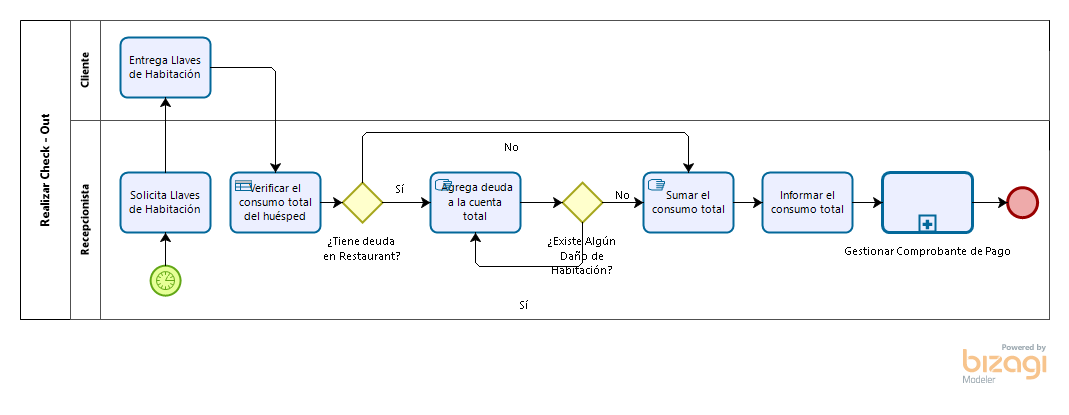 Realizar Check - Out
Cliente
Entrega Llaves
de Habitación
Recepcionista
Solicita Llaves
de Habitación
Verificar el
consumo total
del huésped
¿Tiene deuda
en Restaurant?
No
Sí
Agrega deuda
a la cuenta
total
¿Existe Algún
Daño de
Habitación?
No
Sí
Sumar el
consumo total
Informar el
consumo total
Gestionar Comprobante de Pago
Powered by
bizagi
Modeler